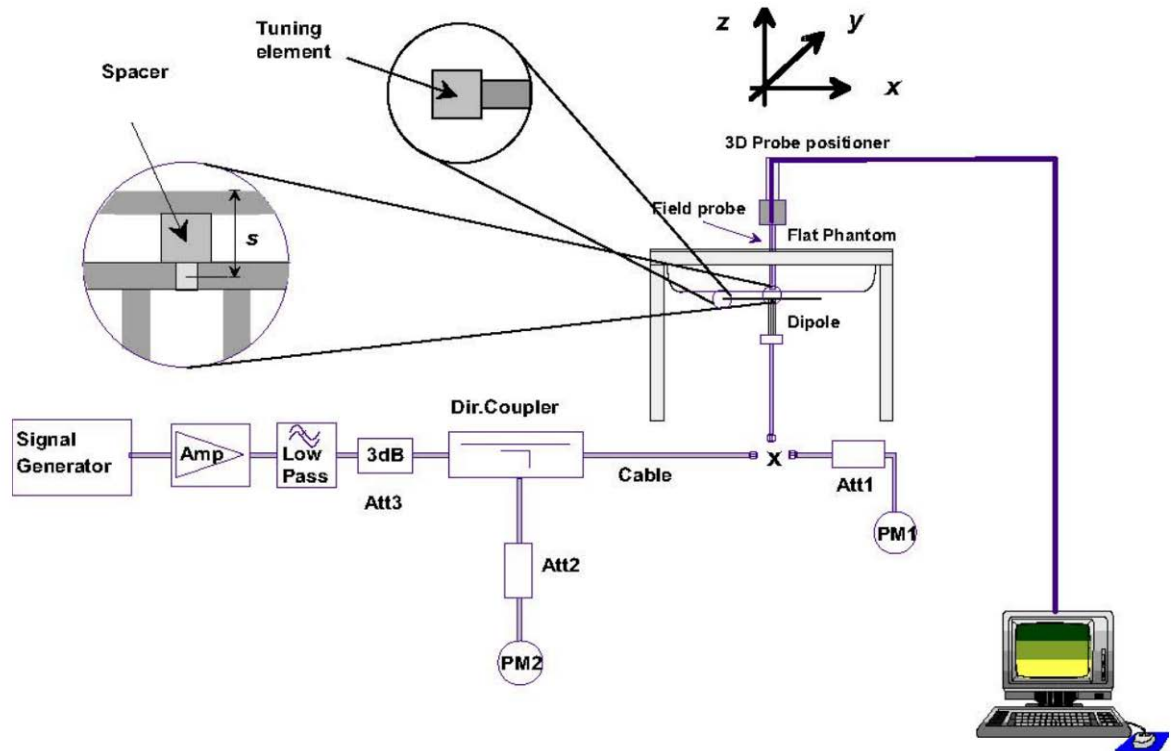 Tuning
element
Spacer
z
y
x
3D Probe positioner
Field probe
Flat Phantom
s
Dipole
Dir.Coupler
Signal
Generator
Amp
Low
Pass
3dB
Att3
Cable
x
Att1
PM1
Att2
PM2